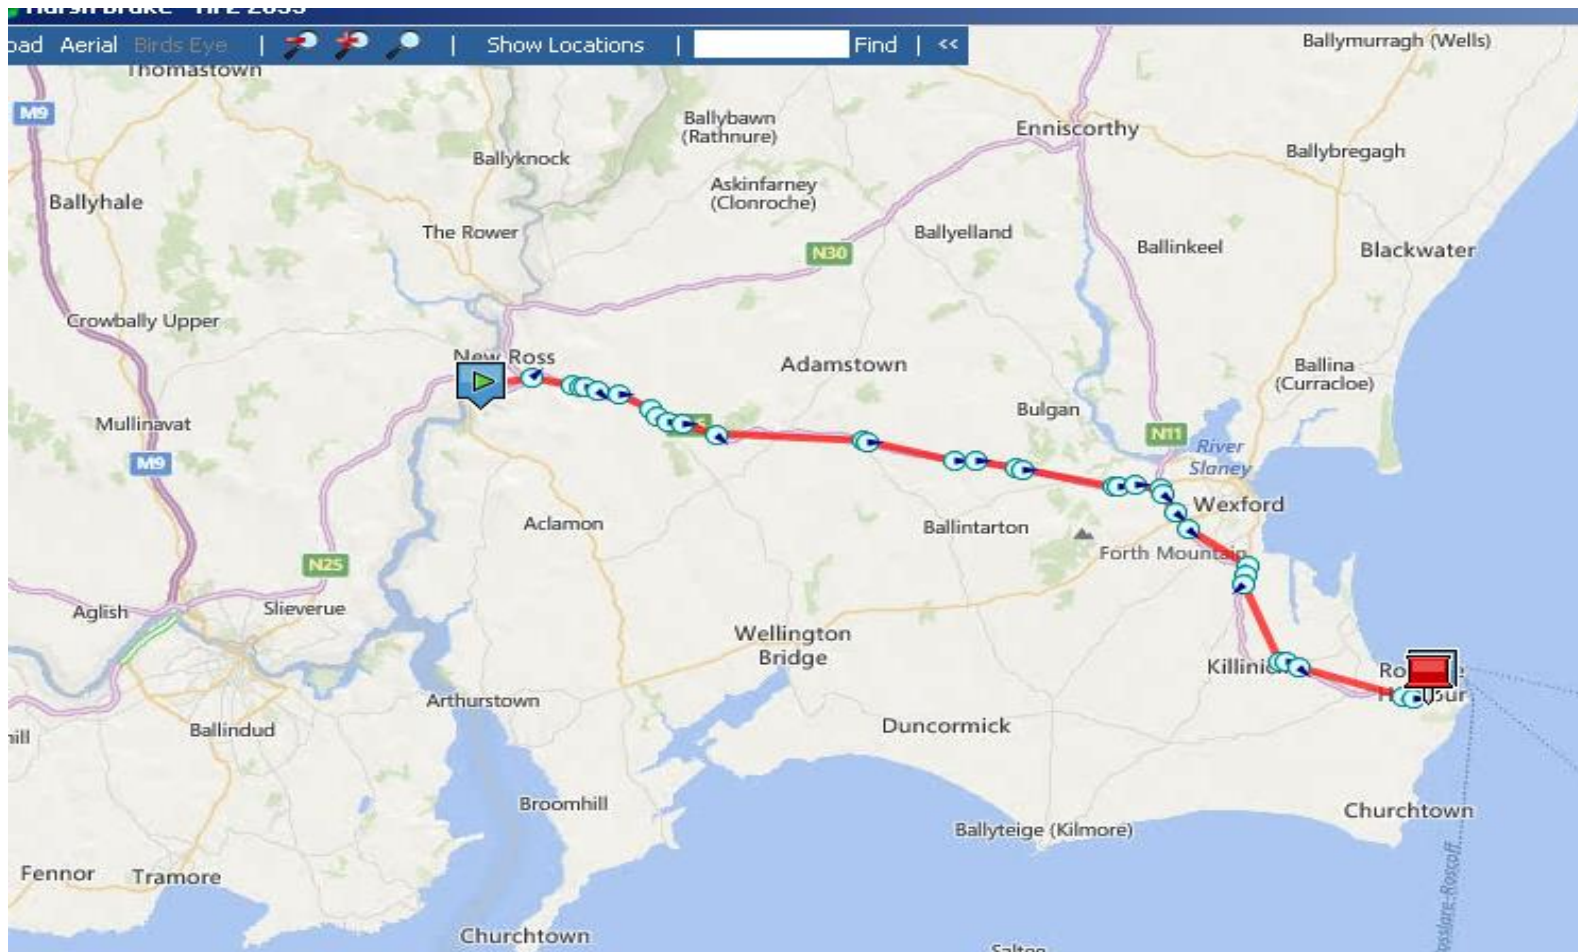 Harsh Brake
oad Aerial Birds Eye | | Show Locations | Find | <<
Ballymurragh (Wells)
Thomastown
M9
Ballybawn
(Rathnure)
Enniscorthy
Ballyknock
Ballybregagh
Askinfarney
(Clonroche)
Ballyhale
The Rower
Ballyelland
Ballinkeel
Blackwater
N30
Crowbally Upper
New Ross
Adamstown
Ballina
(Curracloe)
Bulgan
Mullinavat
N11
River
Slaney
M9
Wexford
Aclamon
Ballintarton
Forth Mountain
N25
Aglish
Slieverue
Wellington
Bridge
Arthurstown
Duncormick
Ballindud
Broomhill
Churchtown
Ballyteige (Kilmore)
Fennor
Tramore
Churchtown